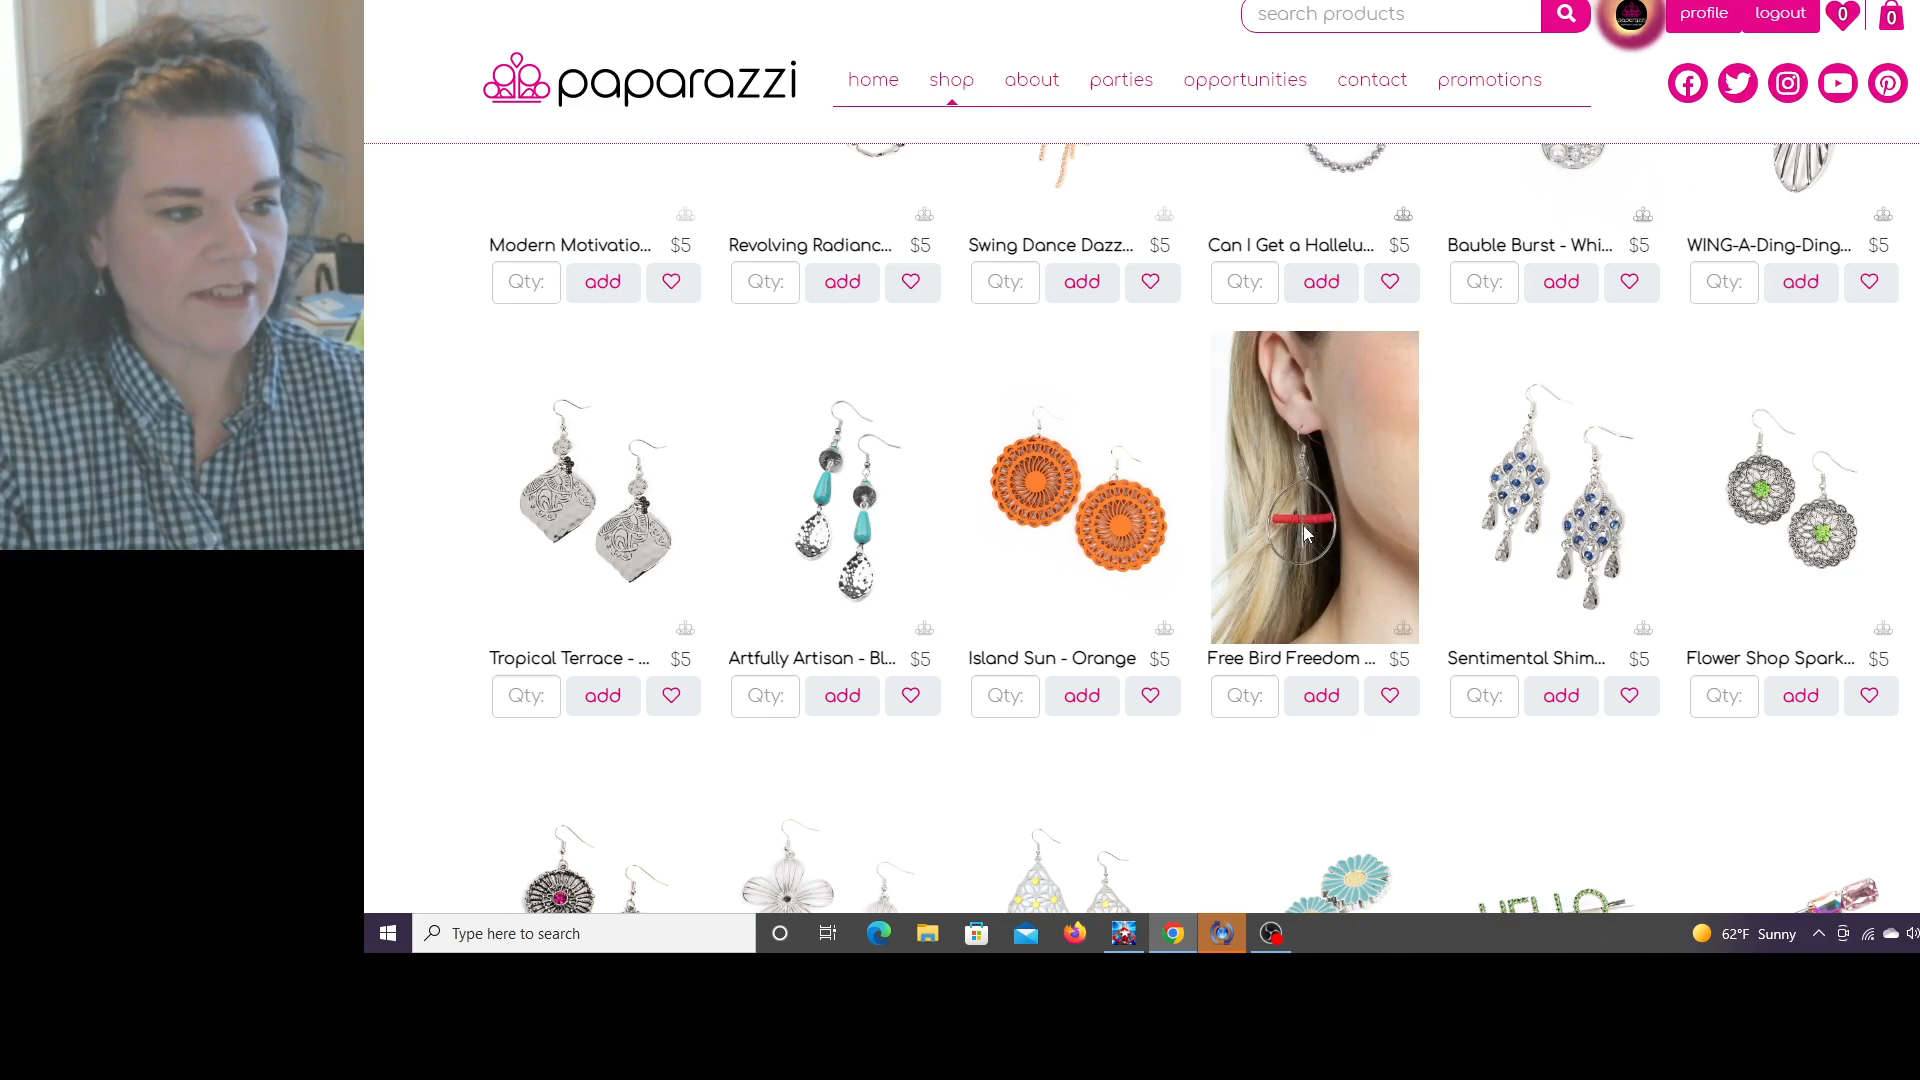 search products
profile
logout
0
0
paparazzi
home
shop
about
parties
opportunities
contact
promotions
Modern Motivatio... $5
Revolving Radianc... $5
Swing Dance Dazz... $5
Can I Get a Hallelu... $5
Bauble Burst - Whi... $5
WING-A-Ding-Ding... $5
Qty: add
Qty: add
Qty: add
Qty: add
Qty: add
Qty: add
Tropical Terrace - ... $5
Artfully Artisan - Bl... $5
Island Sun - Orange $5
Free Bird Freedom ... $5
Sentimental Shim... $5
Flower Shop Spark... $5
Qty: add
Qty: add
Qty: add
Qty: add
Qty: add
Qty: add
HELLO
Type here to search
62°F Sunny